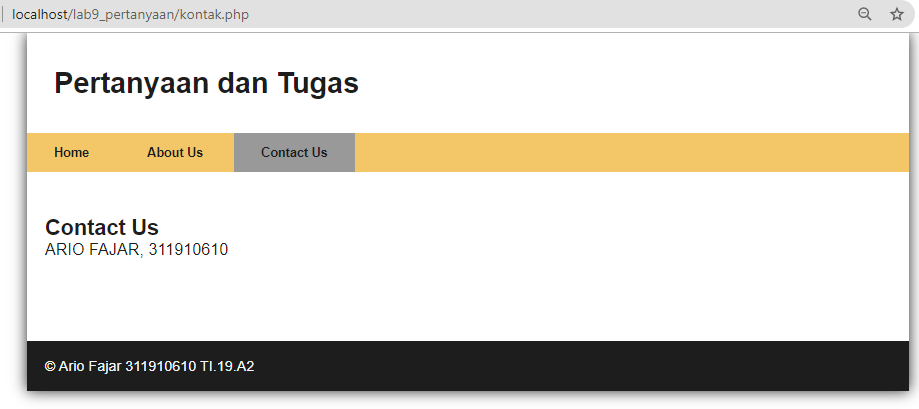 localhost/lab9_pertanyaan/kontak.php
Pertanyaan dan Tugas
Home About Us Contact Us
Contact Us
ARIO FAJAR, 311910610
© Ario Fajar 311910610 TI.19.A2